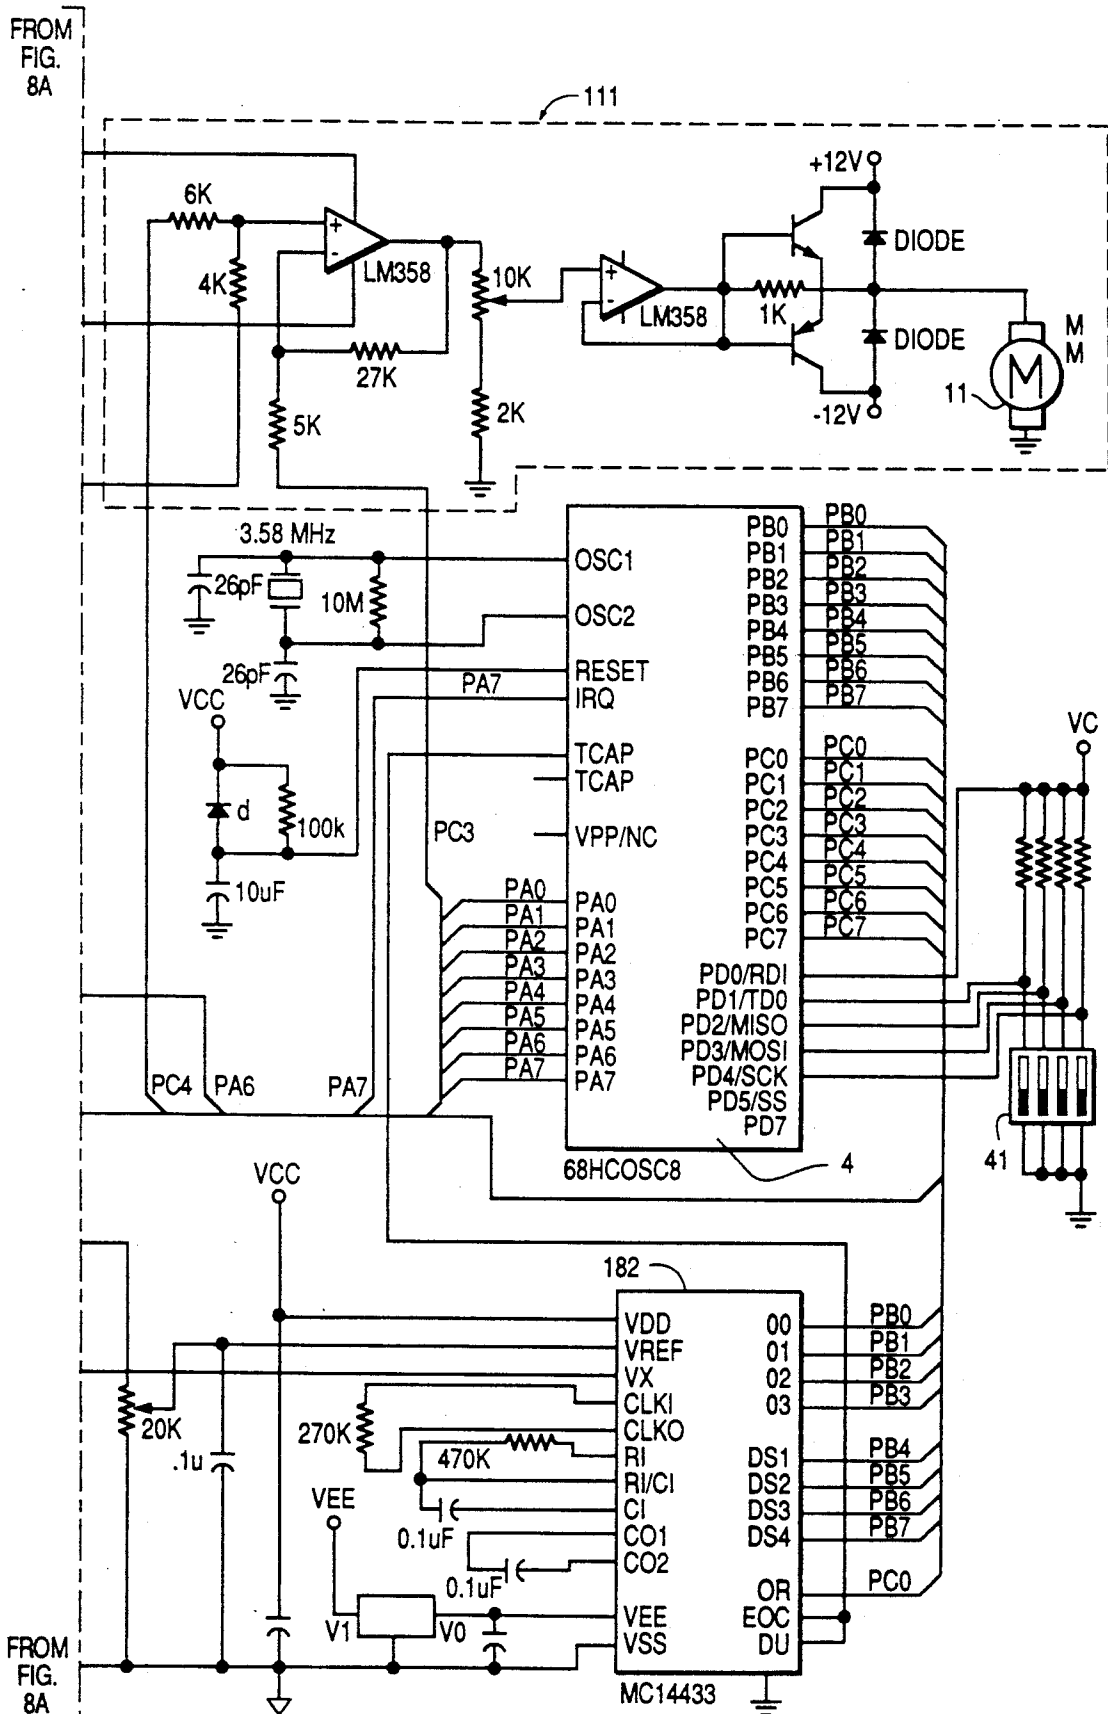 FROM
FIG.
8A
111
+12V
6K
DIODE
4K
LM358
10K
LM358
1K
DIODE
M
M
27K
11
5K
2K
-12V
3.58 MHz
26pF
10M
26pF
VCC
d
100k
10uF
PA7
PC3
OSC1
OSC2
RESET
IRQ
TCAP
TCAP
VPP/NC
PA0 PA0
PA1 PA1
PA2 PA2
PA3 PA3
PA4 PA4
PA5 PA5
PA6 PA6
PA7 PA7
PB0 PB0
PB1 PB1
PB2 PB2
PB3 PB3
PB4 PB4
PB5 PB5
PB6 PB6
PB7 PB7
PC0 PC0
PC1 PC1
PC2 PC2
PC3 PC3
PC4 PC4
PC5 PC5
PC6 PC6
PC7 PC7
PD0/RDI
PD1/TD0
PD2/MISO
PD3/MOSI
PD4/SCK
PD5/SS
PD7
VC
41
PC4 PA6 PA7
68HCOSC8
4
VCC
182
VDD
VREF
VX
CLKI
CLKO
RI
RI/CI
CI
CO1
CO2
VEE
VSS
00 PB0
01 PB1
02 PB2
03 PB3
DS1 PB4
DS2 PB5
DS3 PB6
DS4 PB7
OR PC0
EOC
DU
20K
.1u
270K
470K
0.1uF
0.1uF
VEE
V1 V0
MC14433
M
FROM
FIG.
8A